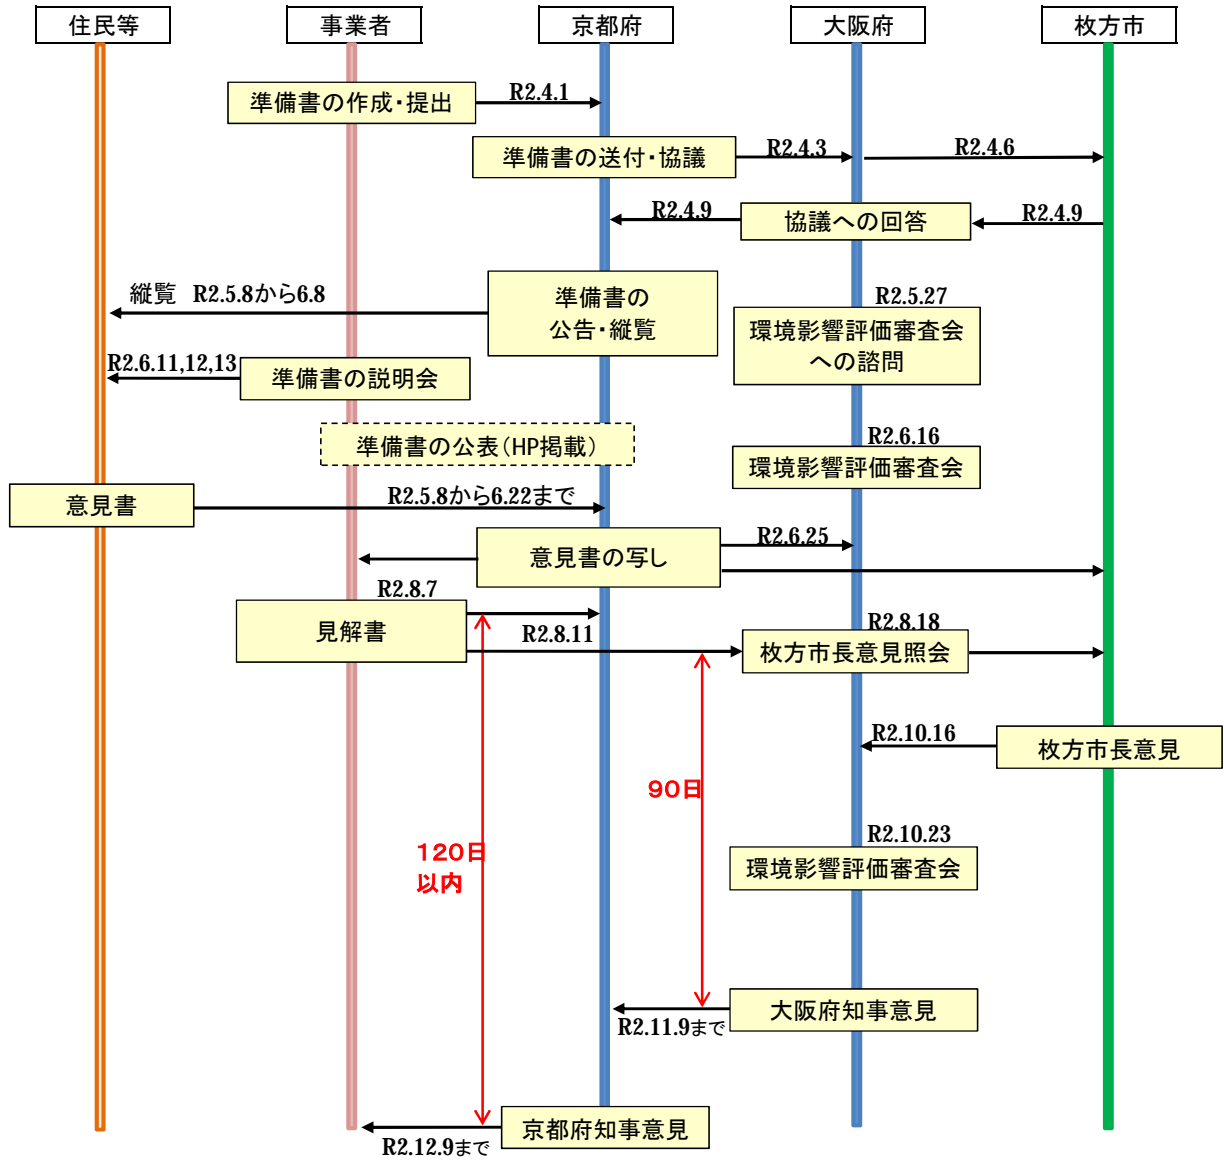 住民等
事業者
京都府
大阪府
枚方市
準備書の作成・提出
R2.4.1
準備書の送付・協議
R2.4.3
R2.4.6
R2.4.9
協議への回答
R2.4.9
縦覧 R2.5.8から6.8
準備書の
公告・縦覧
R2.5.27
環境影響評価審査会
への諮問
R2.6.11,12,13
準備書の説明会
準備書の公表(HP掲載)
R2.6.16
環境影響評価審査会
意見書
R2.5.8から6.22まで
意見書の写し
R2.6.25
R2.8.7
見解書
R2.8.11
R2.8.18
枚方市長意見照会
R2.10.16
枚方市長意見
90日
120日
以内
R2.10.23
環境影響評価審査会
大阪府知事意見
R2.11.9まで
京都府知事意見
R2.12.9まで